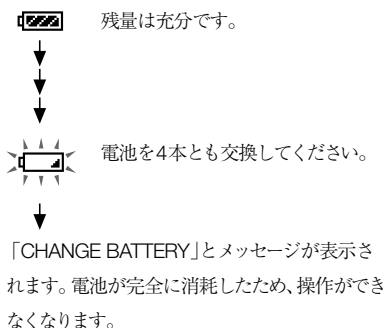 残量は充分です。
電池を4本とも交換してください。
「CHANGE BATTERY」とメッセージが表示さ
れます。電池が完全に消耗したため、操作ができ
なくなります。